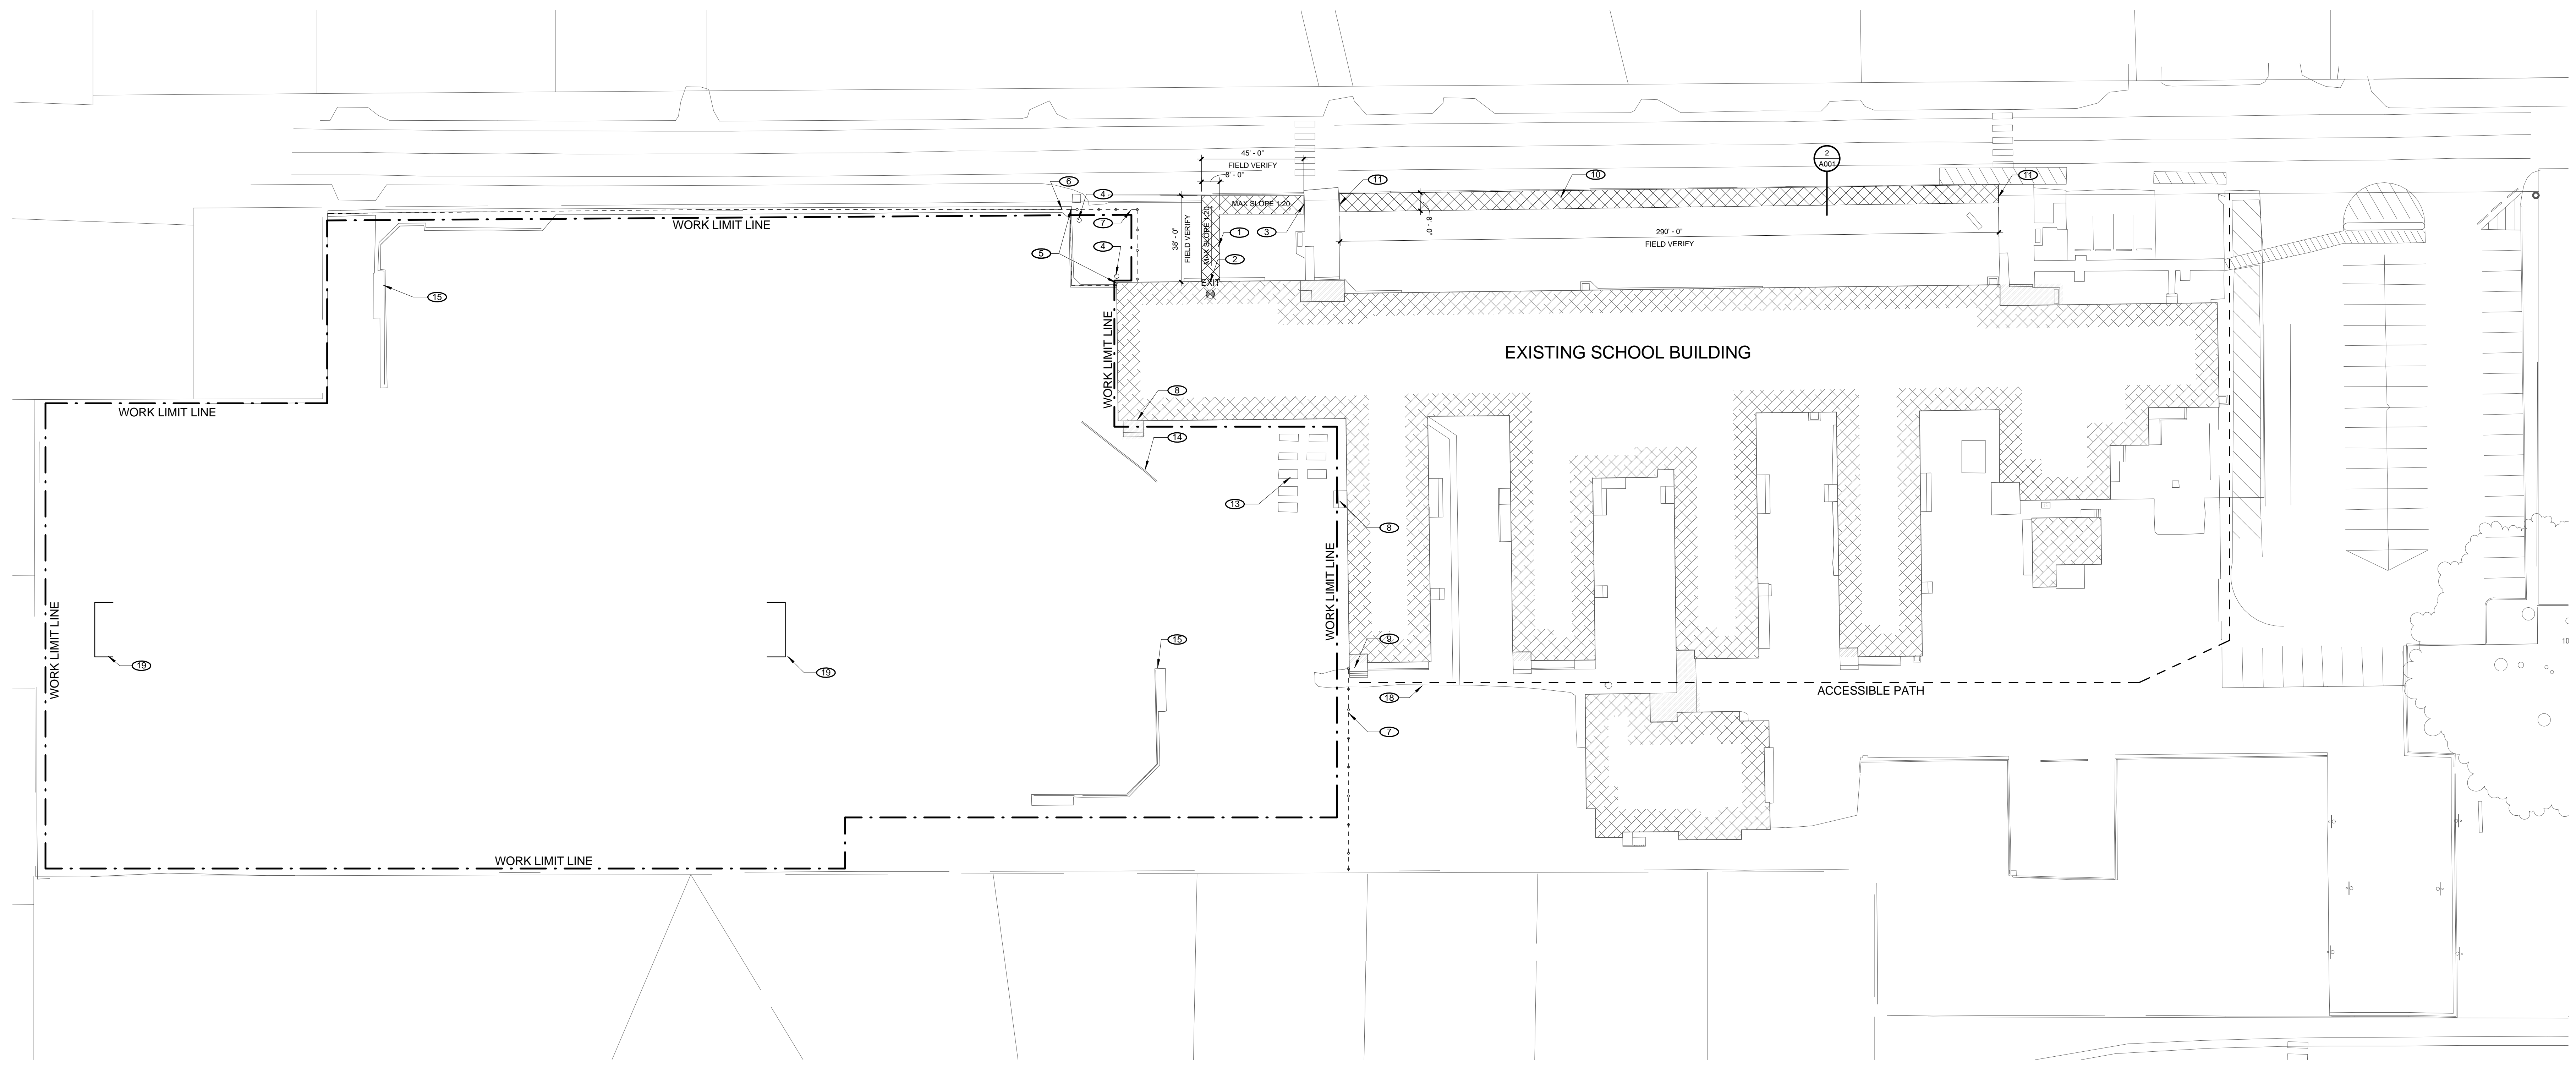 2
A001
45' - 0"
FIELD VERIFY
8' - 0"
6
4
11
10
11
7
MAX SLOPE 1:20
WORK LIMIT LINE
38' - 0"
FIELD VERIFY
MAX SLOPE 1:20
1
3
8' - 0"
290' - 0"
FIELD VERIFY
4
5
2
EXIT
15
EXISTING SCHOOL BUILDING
WORK LIMIT LINE
8
WORK LIMIT LINE
14
13
8
WORK LIMIT LINE
WORK LIMIT LINE
15
9
10
19
19
18
ACCESSIBLE PATH
7
WORK LIMIT LINE